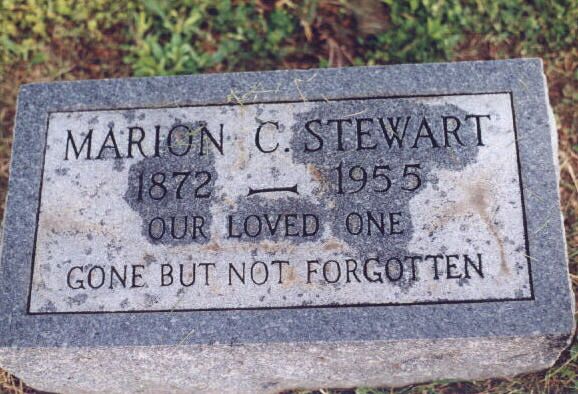 MARION C. STEWART
1872 — 1955
OUR LOVED ONE
GONE BUT NOT FORGOTTEN